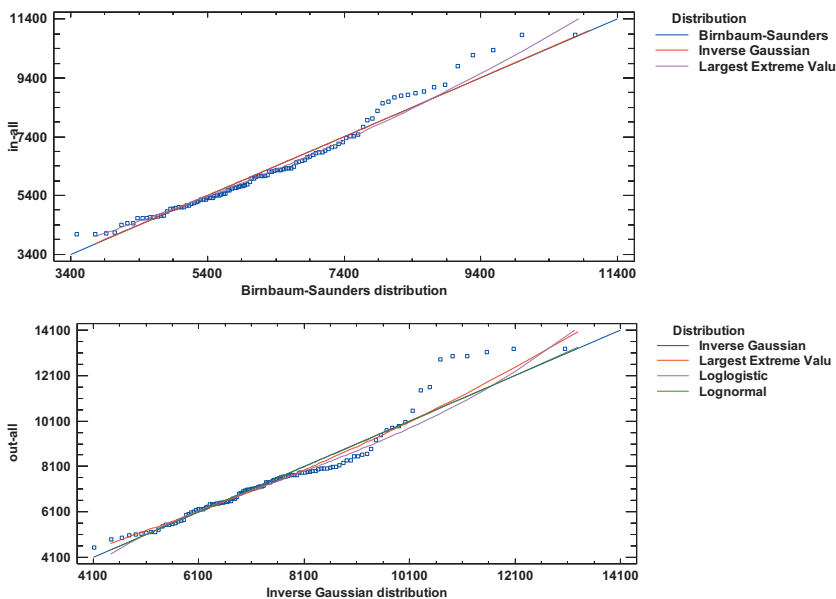 11400
9400
7400
5400
3400
in-all
3400 5400 7400 9400 11400
Birnbaum-Saunders distribution
Distribution
Birnbaum-Saunders
Inverse Gaussian
Largest Extreme Valu
14100
12100
10100
8100
6100
4100
out-all
4100 6100 8100 10100 12100 14100
Inverse Gaussian distribution
Distribution
Inverse Gaussian
Largest Extreme Valu
Loglogistic
Lognormal